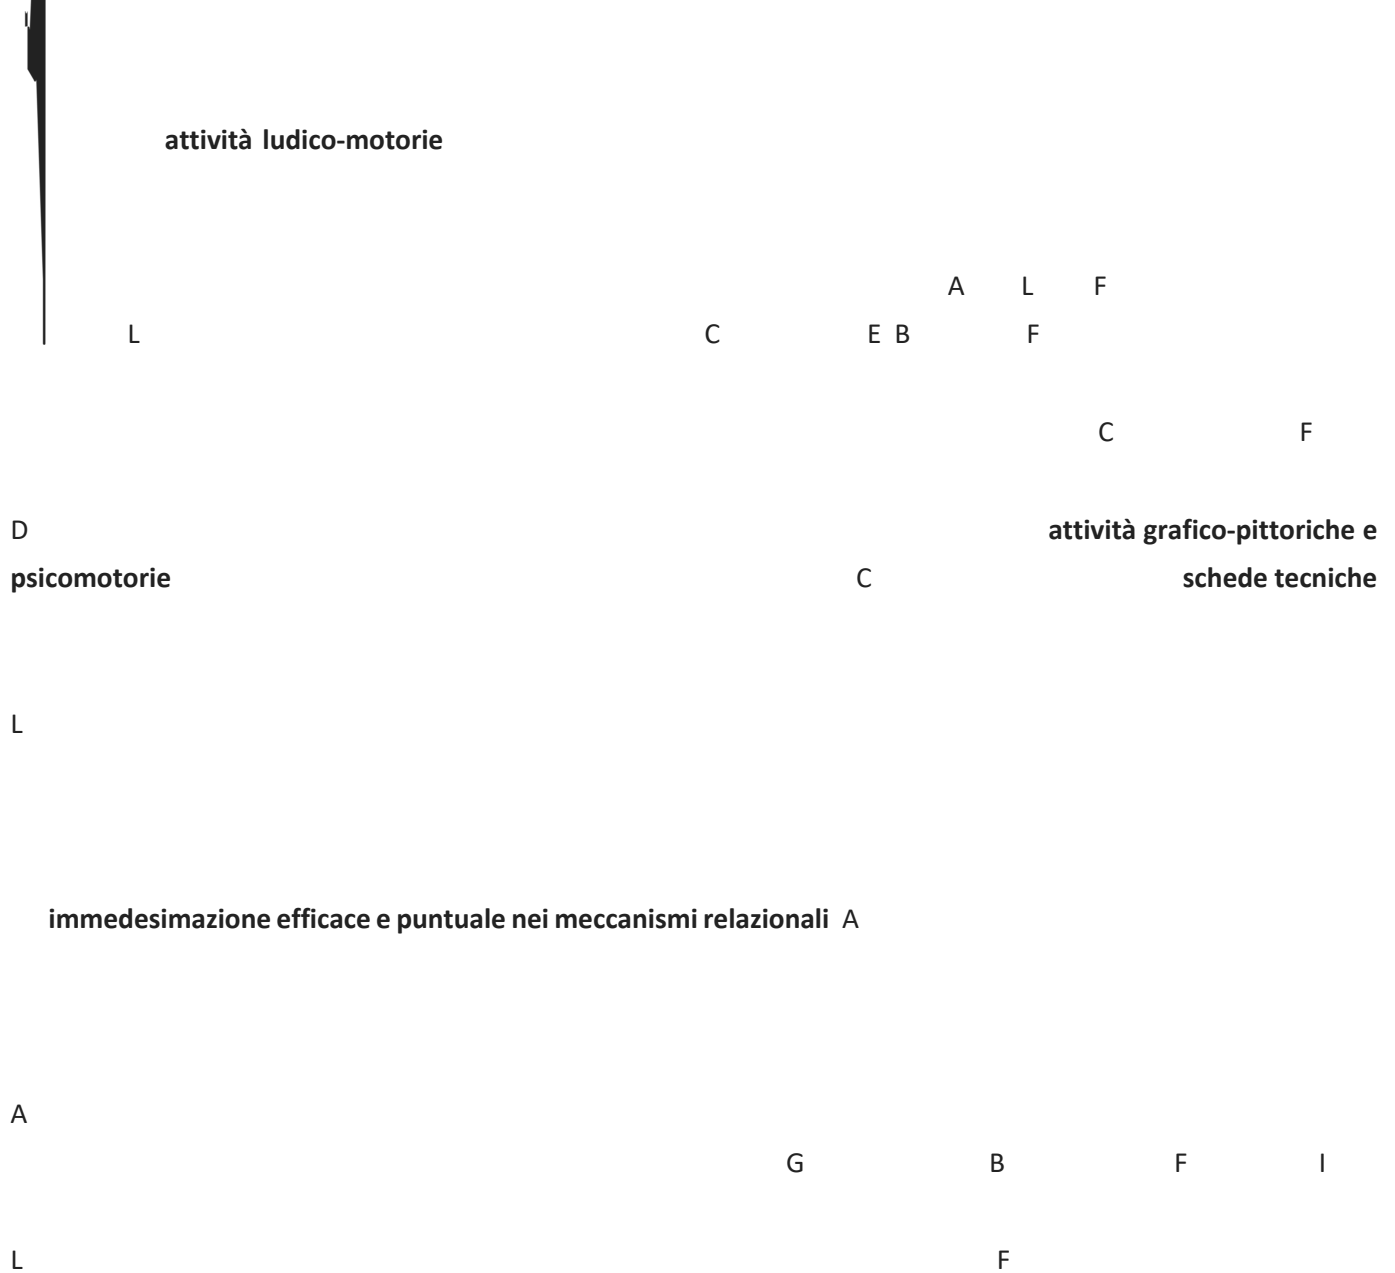 attività ludico-motorie
A L F
L C E B F
C F
D attività grafico-pittoriche e
psicomotorie C schede tecniche
L
immedesimazione efficace e puntuale nei meccanismi relazionali A
A
G B F I
L F